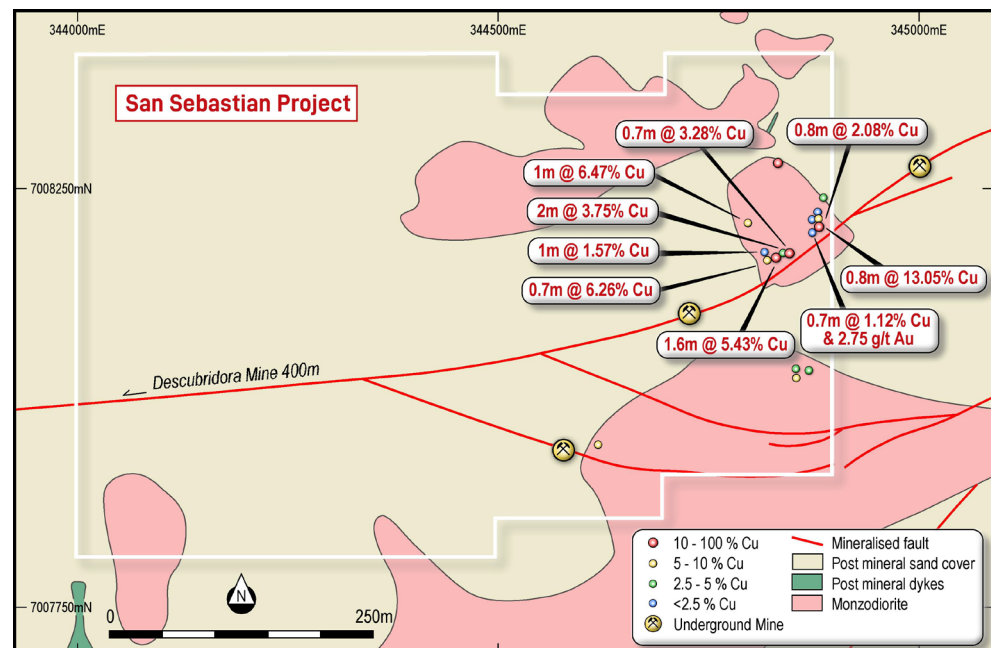 344000mE
344500mE
345000mE
San Sebastian Project
0.7m @ 3.28% Cu
0.8m @ 2.08% Cu
1m @ 6.47% Cu
7008250mN
2m @ 3.75% Cu
1m @ 1.57% Cu
0.8m @ 13.05% Cu
0.7m @ 6.26% Cu
0.7m @ 1.12% Cu
& 2.75 g/t Au
1.6m @ 5.43% Cu
Descubridora Mine 400m
10 - 100 % Cu
5 - 10 % Cu
2.5 - 5 % Cu
<2.5 % Cu
Underground Mine
Mineralised fault
Post mineral sand cover
Post mineral dykes
Monzodiorite
7007750mN
N
0
250m